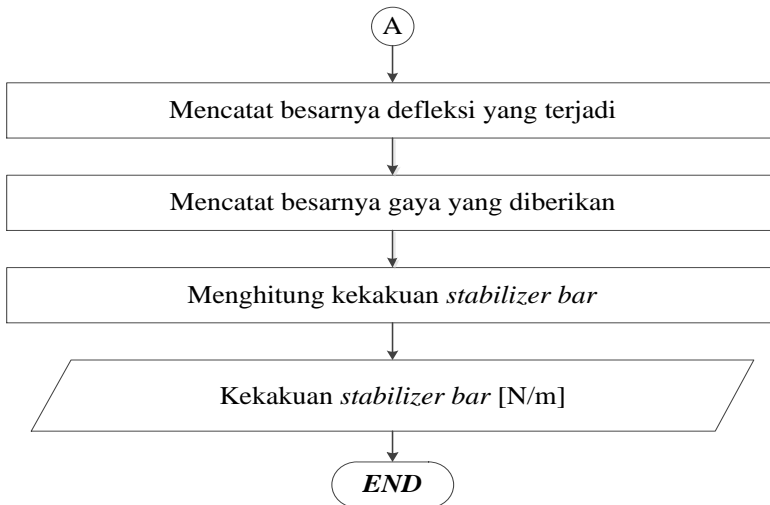 A
Mencatat besarnya defleksi yang terjadi
Mencatat besarnya gaya yang diberikan
Menghitung kekakuan stabilizer bar
Kekakuan stabilizer bar [N/m]
END